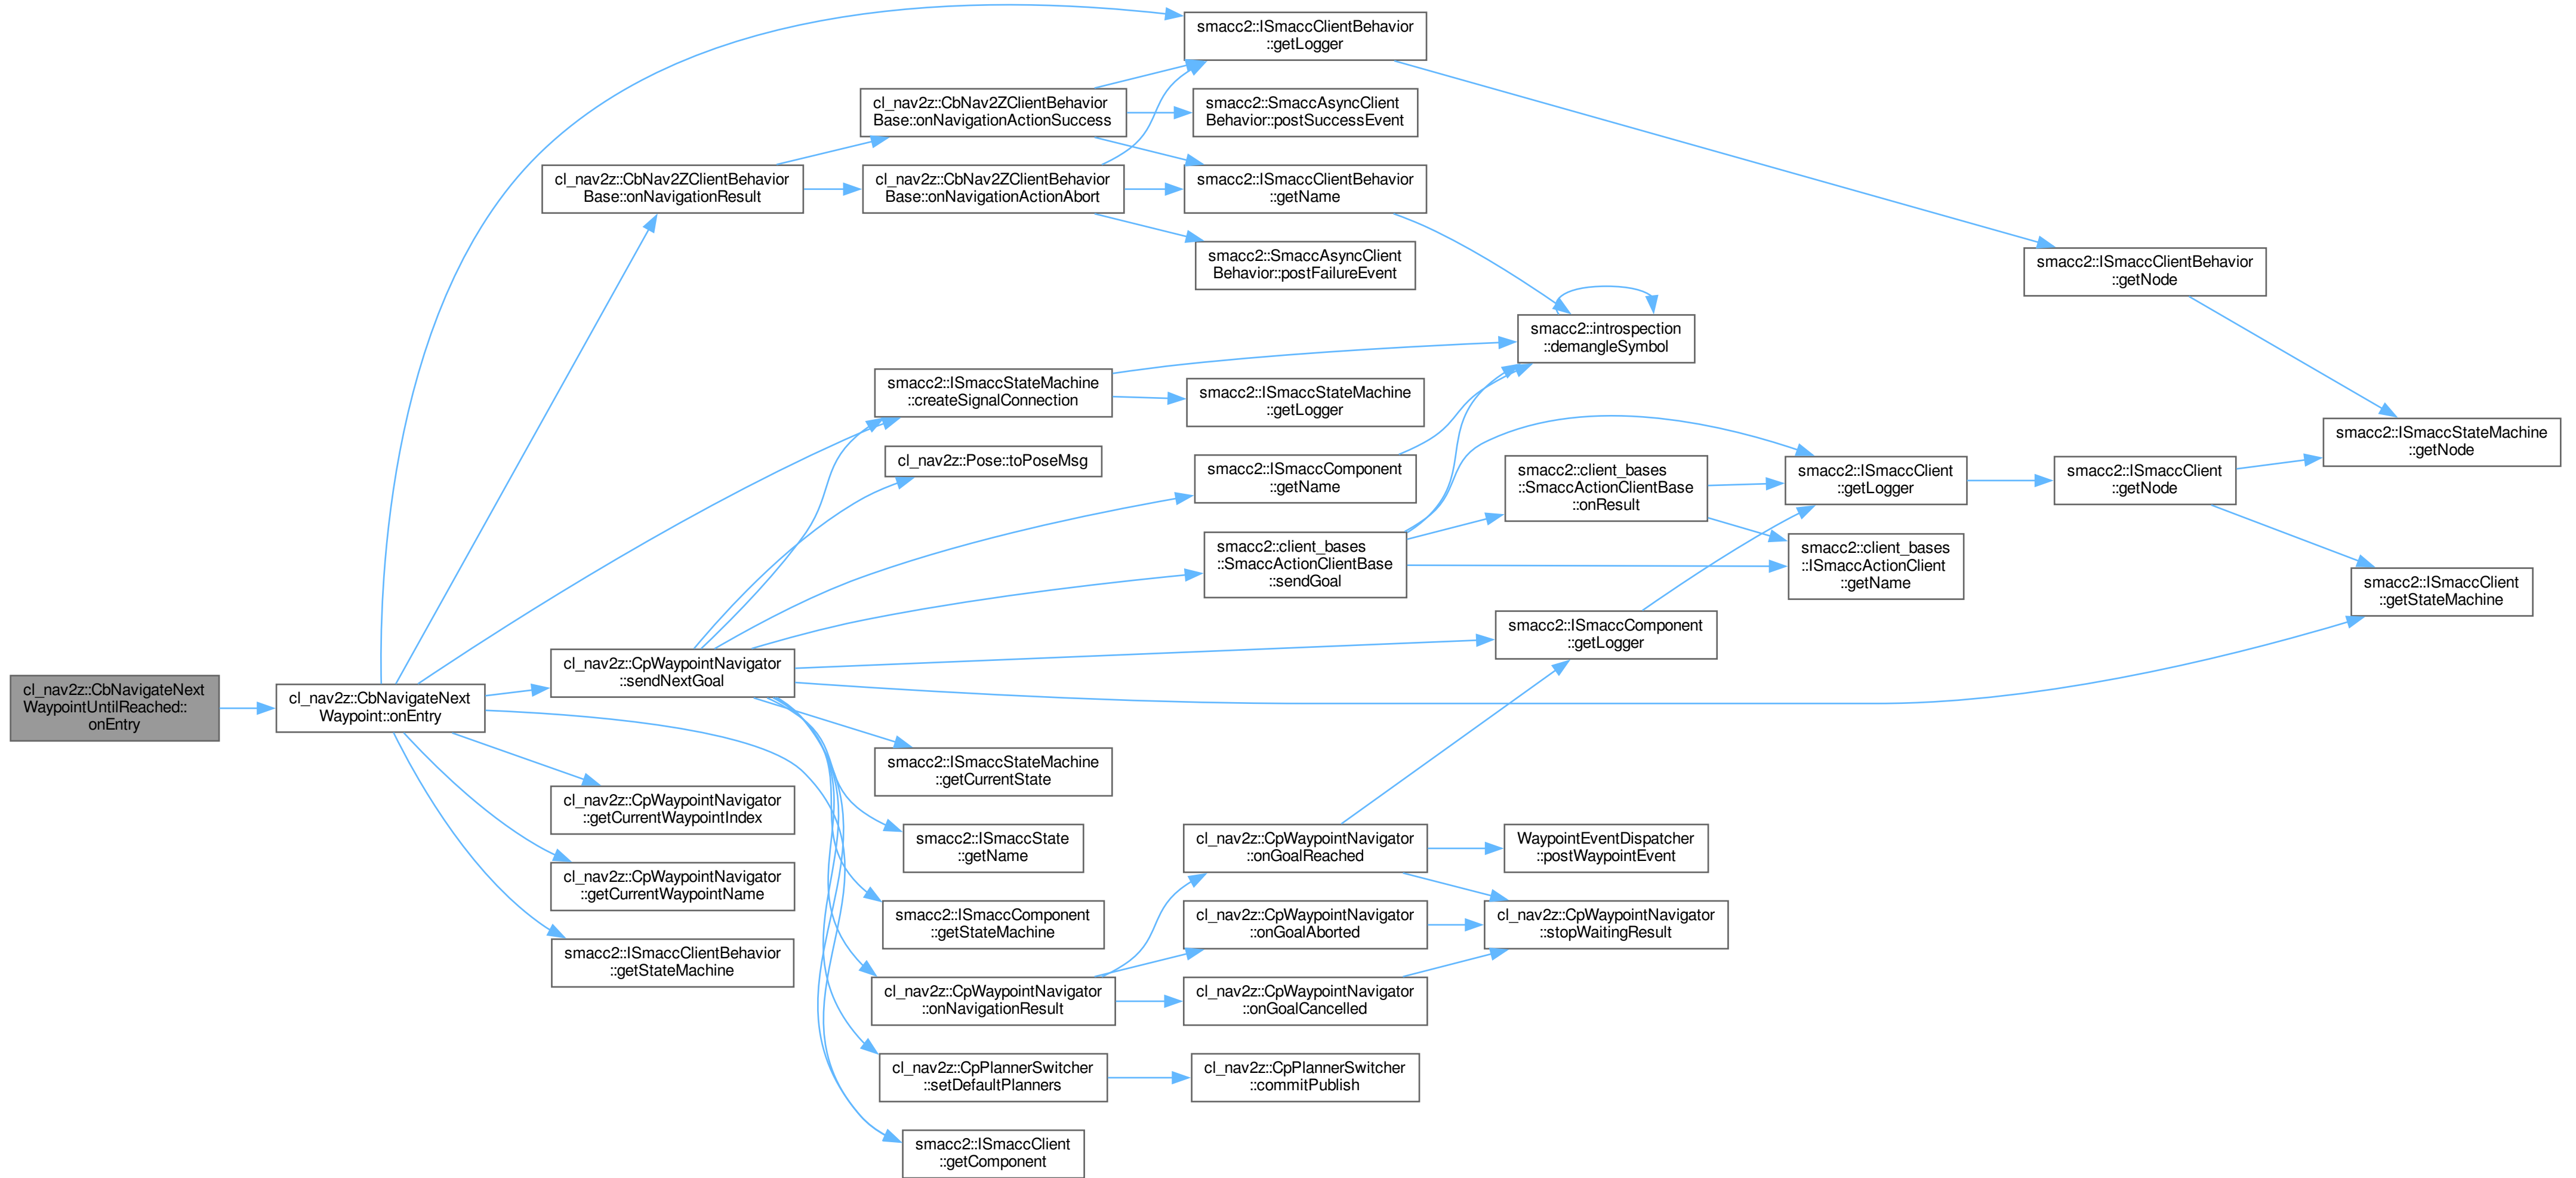 smacc2::ISmaccClientBehavior
::getLogger
cl_nav2z::CbNav2ZClientBehavior
Base::onNavigationActionSuccess
smacc2::SmaccAsyncClient
Behavior::postSuccessEvent
cl_nav2z::CbNav2ZClientBehavior
Base::onNavigationResult
cl_nav2z::CbNav2ZClientBehavior
Base::onNavigationActionAbort
smacc2::ISmaccClientBehavior
::getName
smacc2::SmaccAsyncClient
Behavior::postFailureEvent
smacc2::ISmaccClientBehavior
::getNode
smacc2::introspection
::demangleSymbol
smacc2::ISmaccStateMachine
::createSignalConnection
smacc2::ISmaccStateMachine
::getLogger
smacc2::ISmaccStateMachine
::getNode
cl_nav2z::Pose::toPoseMsg
smacc2::ISmaccComponent
::getName
smacc2::client_bases
::SmaccActionClientBase
::onResult
smacc2::ISmaccClient
::getLogger
smacc2::ISmaccClient
::getNode
smacc2::client_bases
::SmaccActionClientBase
::sendGoal
smacc2::client_bases
::ISmaccActionClient
::getName
smacc2::ISmaccClient
::getStateMachine
smacc2::ISmaccComponent
::getLogger
cl_nav2z::CpWaypointNavigator
::sendNextGoal
cl_nav2z::CbNavigateNext
WaypointUntilReached::
onEntry
cl_nav2z::CbNavigateNext
Waypoint::onEntry
smacc2::ISmaccStateMachine
::getCurrentState
cl_nav2z::CpWaypointNavigator
::getCurrentWaypointIndex
smacc2::ISmaccState
::getName
cl_nav2z::CpWaypointNavigator
::onGoalReached
WaypointEventDispatcher
::postWaypointEvent
cl_nav2z::CpWaypointNavigator
::getCurrentWaypointName
smacc2::ISmaccComponent
::getStateMachine
cl_nav2z::CpWaypointNavigator
::onGoalAborted
cl_nav2z::CpWaypointNavigator
::stopWaitingResult
smacc2::ISmaccClientBehavior
::getStateMachine
cl_nav2z::CpWaypointNavigator
::onNavigationResult
cl_nav2z::CpWaypointNavigator
::onGoalCancelled
cl_nav2z::CpPlannerSwitcher
::setDefaultPlanners
cl_nav2z::CpPlannerSwitcher
::commitPublish
smacc2::ISmaccClient
::getComponent